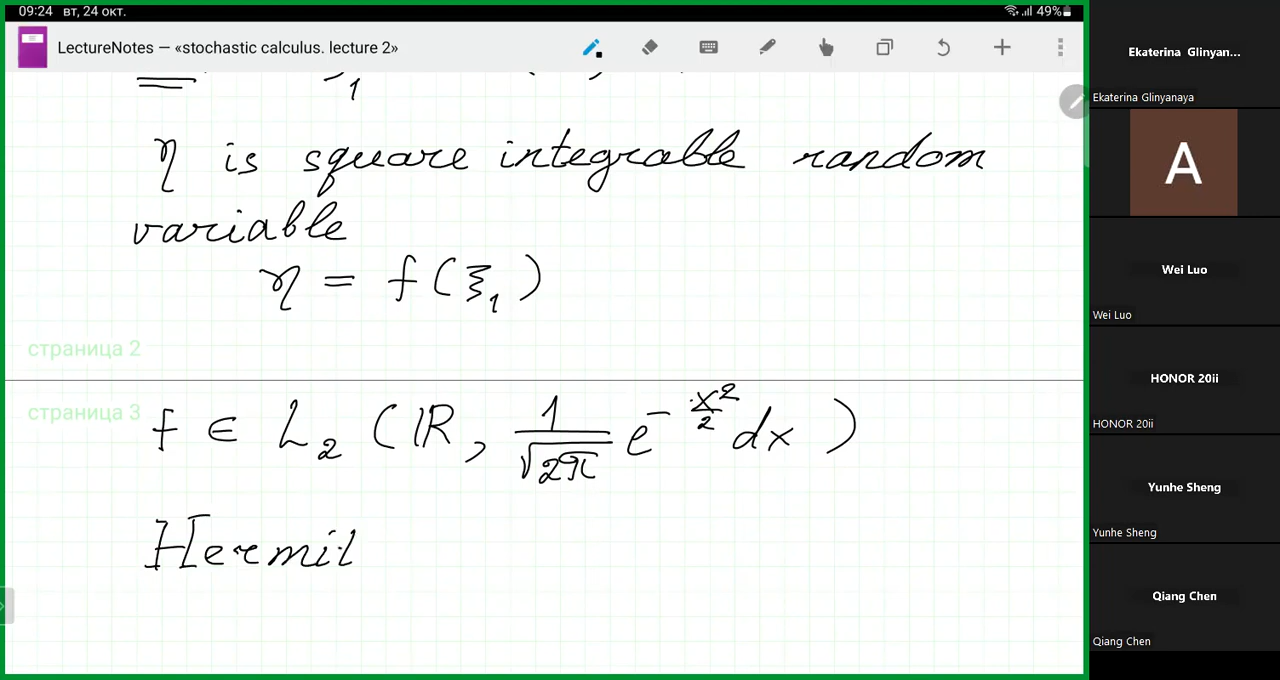 09:24 вт, 24 окт.
49%
LectureNotes — «stochastic calculus. lecture 2»
η is square integrable random
variable
η = f(ξ₁)
страница 2
страница 3
f ∈ L₂ (ℝ, 1/√2π e^{-x²/2} dx)
Hermit
Ekaterina Glinyan...
Ekaterina Glinyanaya
A
Wei Luo
Wei Luo
HONOR 20ii
HONOR 20ii
Yunhe Sheng
Yunhe Sheng
Qiang Chen
Qiang Chen